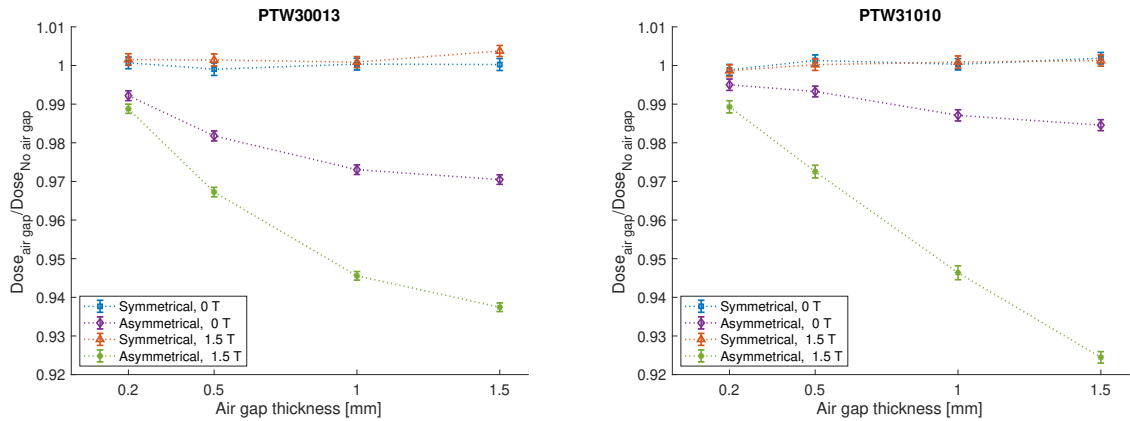 PTW30013
1.01
1
0.99
0.98
0.97
0.96
0.95
0.94
0.93
0.92
Dose_air gap/Dose_No air gap
Symmetrical, 0 T
Asymmetrical, 0 T
Symmetrical, 1.5 T
Asymmetrical, 1.5 T
0.2 0.5 1 1.5
Air gap thickness [mm]
PTW31010
1.01
1
0.99
0.98
0.97
0.96
0.95
0.94
0.93
0.92
Dose_air gap/Dose_No air gap
Symmetrical, 0 T
Asymmetrical, 0 T
Symmetrical, 1.5 T
Asymmetrical, 1.5 T
0.2 0.5 1 1.5
Air gap thickness [mm]